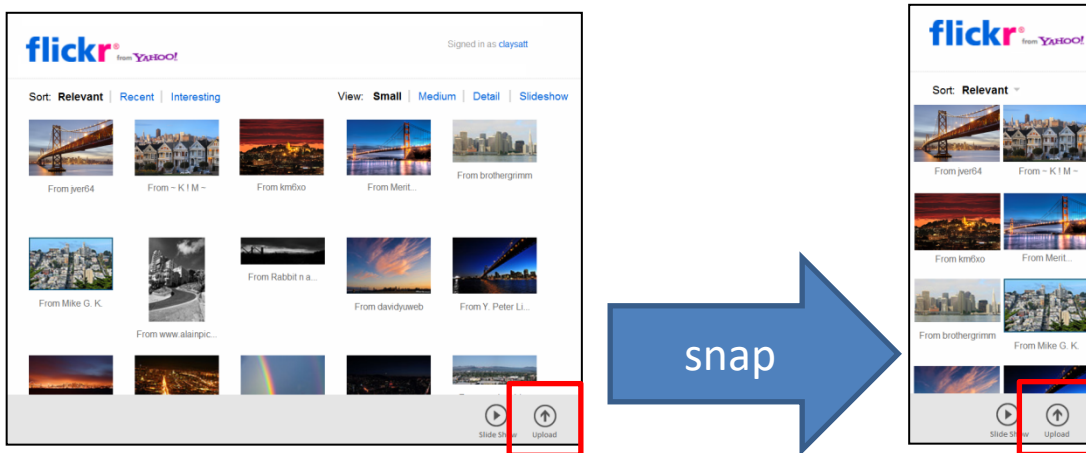 flickr® from YAHOO!
Signed in as claysatt
Sort: Relevant | Recent | Interesting
View: Small | Medium | Detail | Slideshow
From jver64
From ~ K ! M ~
From km6xo
From Merit...
From brothergrimm
From Mike G. K.
From www.alainpic...
From Rabbit n a...
From davidyuweb
From Y. Peter Li...
Slide Show
Upload
snap
flickr® from YAHOO!
Sort: Relevant
From jver64
From ~ K ! M ~
From km6xo
From Merit...
From brothergrimm
From Mike G. K.
Slide Show
Upload